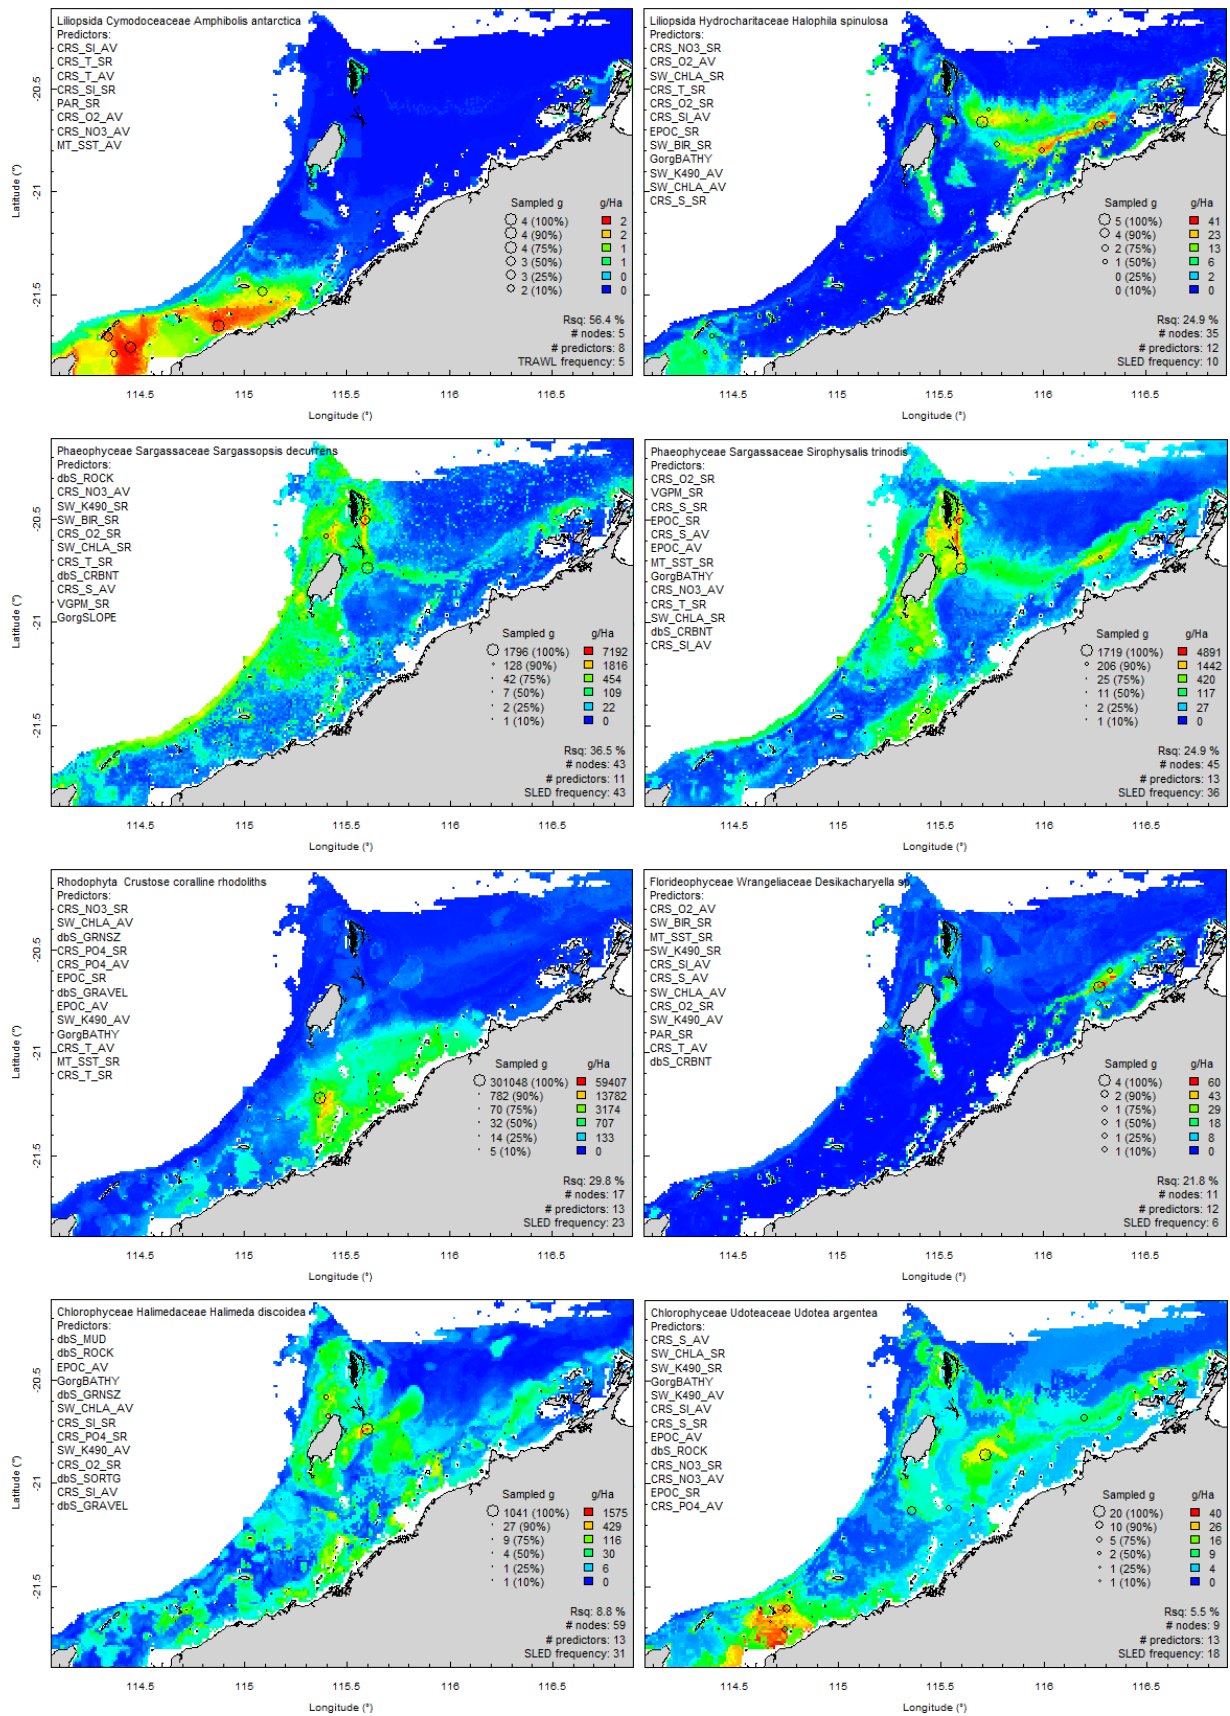 Liliopsida Cymodoceaceae Amphibolis antarctica
Predictors:
CRS_SI_AV
CRS_T_SR
CRS_T_AV
CRS_SI_SR
PAR_SR
CRS_O2_AV
CRS_NO3_AV
MT_SST_AV
Sampled g g/Ha
4 (100%) 2
4 (90%) 2
4 (75%) 1
3 (50%) 1
3 (25%) 0
2 (10%) 0
Rsq: 56.4 %
# nodes: 5
# predictors: 8
TRAWL frequency: 5
Latitude (°)
-20.5
-21
-21.5
114.5 115 115.5 116 116.5
Longitude (°)
Liliopsida Hydrocharitaceae Halophila spinulosa
Predictors:
CRS_NO3_SR
CRS_O2_AV
SW_CHLA_SR
CRS_T_SR
CRS_O2_SR
CRS_SI_AV
EPOC_SR
SW_BIR_SR
GorgBATHY
SW_K490_AV
SW_CHLA_AV
CRS_S_SR
Sampled g g/Ha
5 (100%) 41
4 (90%) 23
2 (75%) 13
1 (50%) 6
0 (25%) 2
0 (10%) 0
Rsq: 24.9 %
# nodes: 35
# predictors: 12
SLED frequency: 10
114.5 115 115.5 116 116.5
Longitude (°)
Phaeophyceae Sargassaceae Sargassopsis decurrens
Predictors:
dbS_ROCK
CRS_NO3_AV
SW_K490_SR
SW_BIR_SR
CRS_O2_SR
SW_CHLA_SR
CRS_T_SR
dbS_CRBNT
CRS_S_AV
VGPM_SR
GorgSLOPE
Sampled g g/Ha
1796 (100%) 7192
128 (90%) 1816
42 (75%) 454
7 (50%) 109
2 (25%) 22
1 (10%) 0
Rsq: 36.5 %
# nodes: 43
# predictors: 11
SLED frequency: 43
Latitude (°)
-20.5
-21
-21.5
114.5 115 115.5 116 116.5
Longitude (°)
Phaeophyceae Sargassaceae Sirophysalis trinodis
Predictors:
CRS_O2_SR
VGPM_SR
CRS_S_SR
EPOC_SR
CRS_S_AV
EPOC_AV
MT_SST_SR
GorgBATHY
CRS_NO3_AV
CRS_T_SR
SW_CHLA_SR
dbS_CRBNT
CRS_SI_AV
Sampled g g/Ha
1719 (100%) 4891
206 (90%) 1442
25 (75%) 420
11 (50%) 117
2 (25%) 27
1 (10%) 0
Rsq: 24.9 %
# nodes: 45
# predictors: 13
SLED frequency: 36
114.5 115 115.5 116 116.5
Longitude (°)
Rhodophyta Crustose coralline rhodoliths
Predictors:
CRS_NO3_SR
SW_CHLA_AV
dbS_GRNSZ
CRS_PO4_SR
CRS_PO4_AV
EPOC_SR
dbS_GRAVEL
EPOC_AV
SW_K490_AV
GorgBATHY
CRS_T_AV
MT_SST_SR
CRS_T_SR
Sampled g g/Ha
301048 (100%) 59407
782 (90%) 13782
70 (75%) 3174
32 (50%) 707
14 (25%) 133
5 (10%) 0
Rsq: 29.8 %
# nodes: 17
# predictors: 13
SLED frequency: 23
Latitude (°)
-20.5
-21
-21.5
114.5 115 115.5 116 116.5
Longitude (°)
Florideophyceae Wrangeliaceae Desikacharyella sp
Predictors:
CRS_O2_AV
SW_BIR_SR
MT_SST_SR
SW_K490_SR
CRS_SI_AV
CRS_S_AV
SW_CHLA_AV
CRS_O2_SR
SW_K490_AV
PAR_SR
CRS_T_AV
dbS_CRBNT
Sampled g g/Ha
4 (100%) 60
2 (90%) 43
1 (75%) 29
1 (50%) 18
1 (25%) 8
1 (10%) 0
Rsq: 21.8 %
# nodes: 11
# predictors: 12
SLED frequency: 6
114.5 115 115.5 116 116.5
Longitude (°)
Chlorophyceae Halimedaceae Halimeda discoidea
Predictors:
dbS_MUD
dbS_ROCK
EPOC_AV
GorgBATHY
dbS_GRNSZ
SW_CHLA_AV
CRS_SI_SR
CRS_PO4_SR
SW_K490_AV
CRS_O2_SR
dbS_SORTG
CRS_SI_AV
dbS_GRAVEL
Sampled g g/Ha
1041 (100%) 1575
27 (90%) 429
9 (75%) 116
4 (50%) 30
1 (25%) 6
1 (10%) 0
Rsq: 8.8 %
# nodes: 59
# predictors: 13
SLED frequency: 31
Latitude (°)
-20.5
-21
-21.5
114.5 115 115.5 116 116.5
Longitude (°)
Chlorophyceae Udoteaceae Udotea argentea
Predictors:
CRS_S_AV
SW_CHLA_SR
SW_K490_SR
GorgBATHY
SW_K490_AV
CRS_SI_AV
CRS_S_SR
EPOC_AV
dbS_ROCK
CRS_NO3_SR
CRS_NO3_AV
EPOC_SR
CRS_PO4_AV
Sampled g g/Ha
20 (100%) 40
10 (90%) 26
5 (75%) 16
2 (50%) 9
1 (25%) 4
1 (10%) 0
Rsq: 5.5 %
# nodes: 9
# predictors: 13
SLED frequency: 18
114.5 115 115.5 116 116.5
Longitude (°)